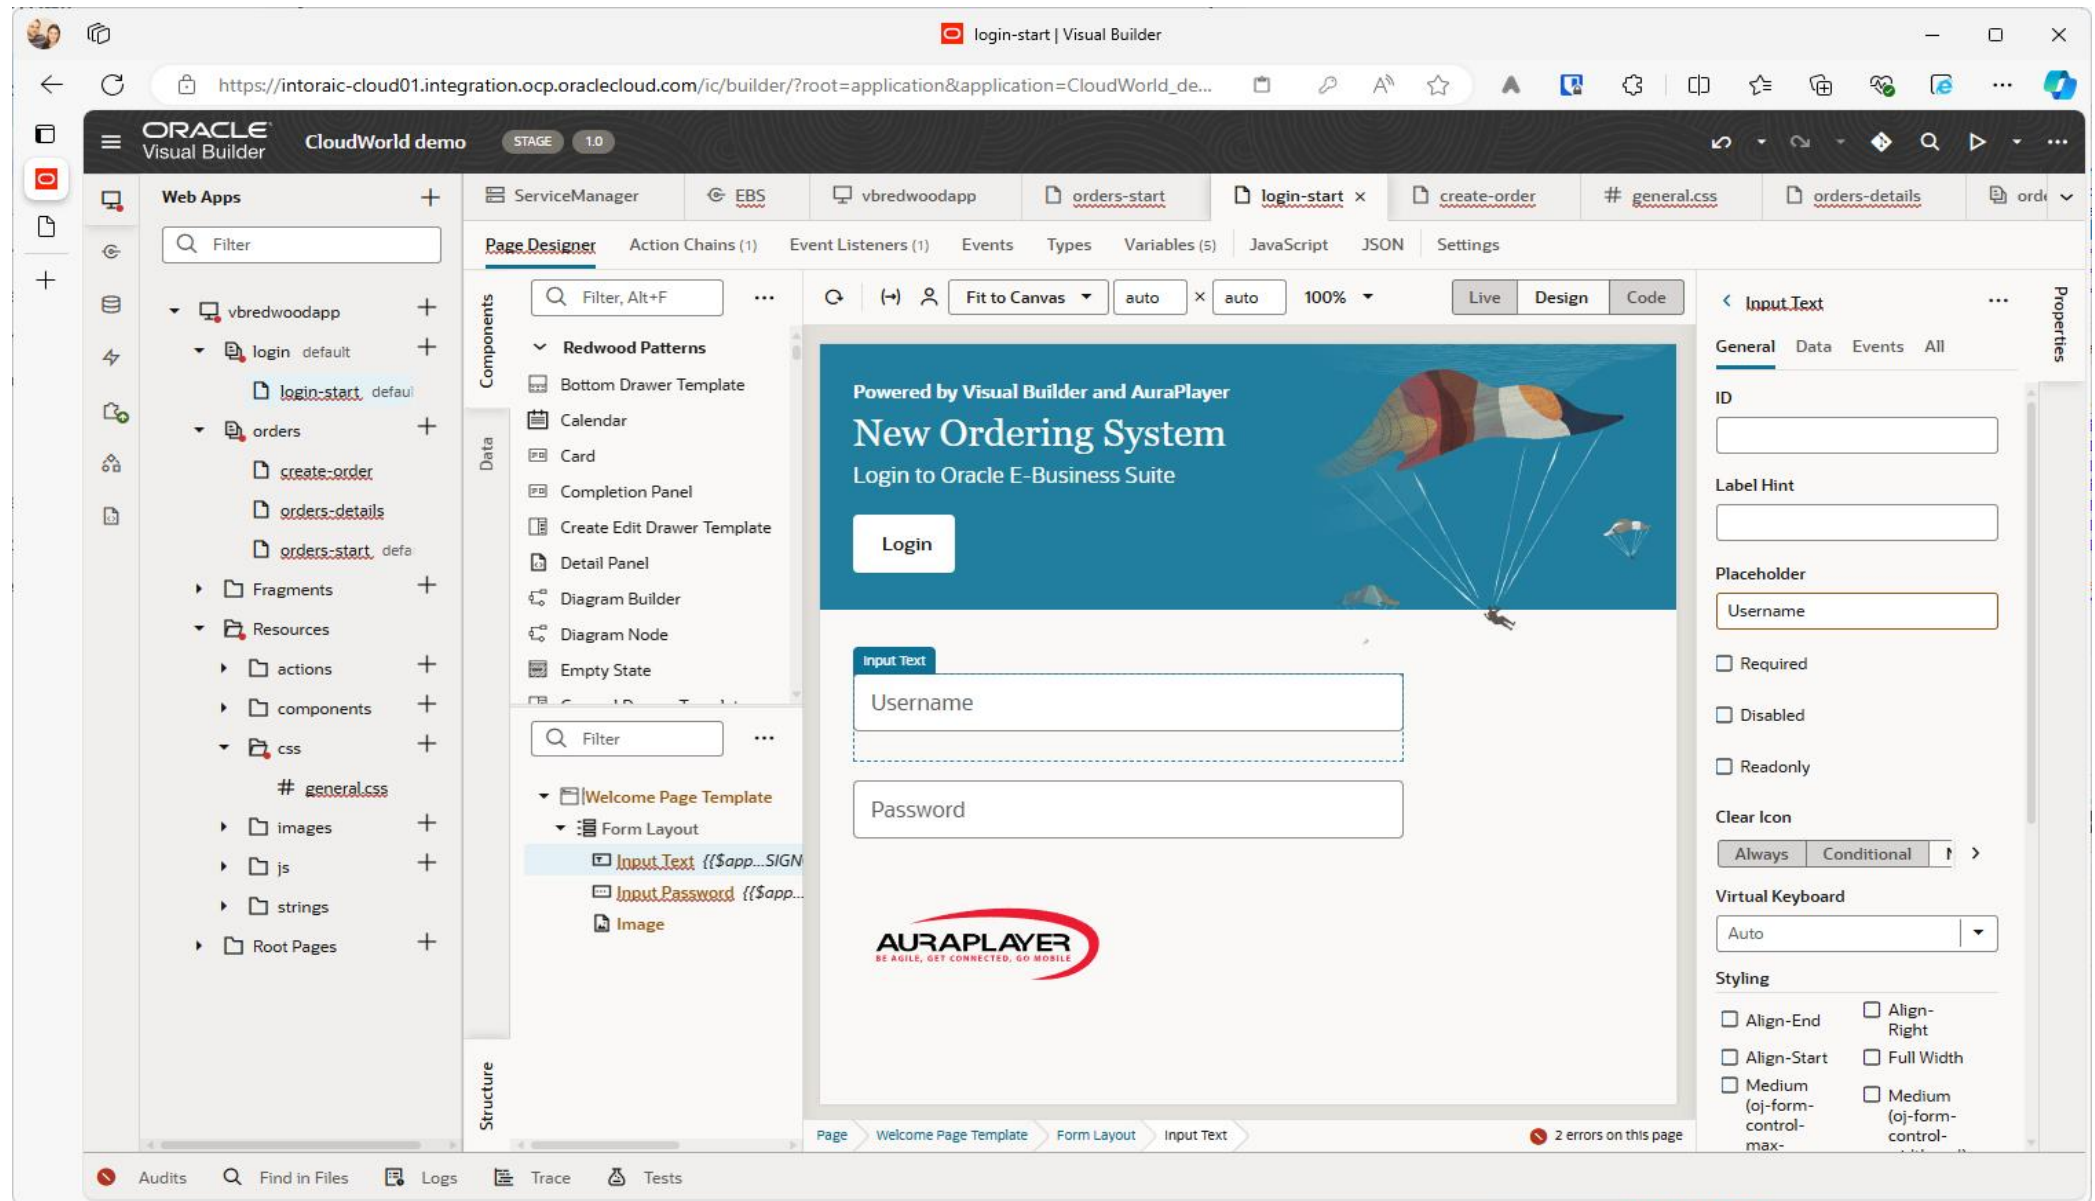 login-start | Visual Builder
https://intoraic-cloud01.integration.ocp.oraclecloud.com/ic/builder/?root=application&application=CloudWorld_de...
ORACLE
Visual Builder
CloudWorld demo
STAGE
1.0
Web Apps
Filter
vbredwoodapp
login default
login-start defaul
orders
create-order
orders-details
orders-start defa
Fragments
Resources
actions
components
css
# general.css
images
js
strings
Root Pages
ServiceManager
EBS
vbredwoodapp
orders-start
login-start ×
create-order
# general.css
orders-details
orde
Page Designer
Action Chains (1)
Event Listeners (1)
Events
Types
Variables (5)
JavaScript
JSON
Settings
Components
Data
Filter, Alt+F
Redwood Patterns
Bottom Drawer Template
Calendar
Card
Completion Panel
Create Edit Drawer Template
Detail Panel
Diagram Builder
Diagram Node
Empty State
Structure
Filter
Welcome Page Template
Form Layout
Input Text {{$app...SIGN
Input Password {{$app...
Image
Fit to Canvas
auto × auto
100%
Live
Design
Code
Powered by Visual Builder and AuraPlayer
New Ordering System
Login to Oracle E-Business Suite
Login
Input Text
Username
Password
AURAPLAYER
BE AGILE, GET CONNECTED, GO MOBILE
Page
Welcome Page Template
Form Layout
Input Text
2 errors on this page
Properties
Input Text
General
Data
Events
All
ID
Label Hint
Placeholder
Username
Required
Disabled
Readonly
Clear Icon
Always
Conditional
Virtual Keyboard
Auto
Styling
Align-End
Align-
Right
Align-Start
Full Width
Medium
(oj-form-
control-
max-
Medium
(oj-form-
control-
Audits
Find in Files
Logs
Trace
Tests